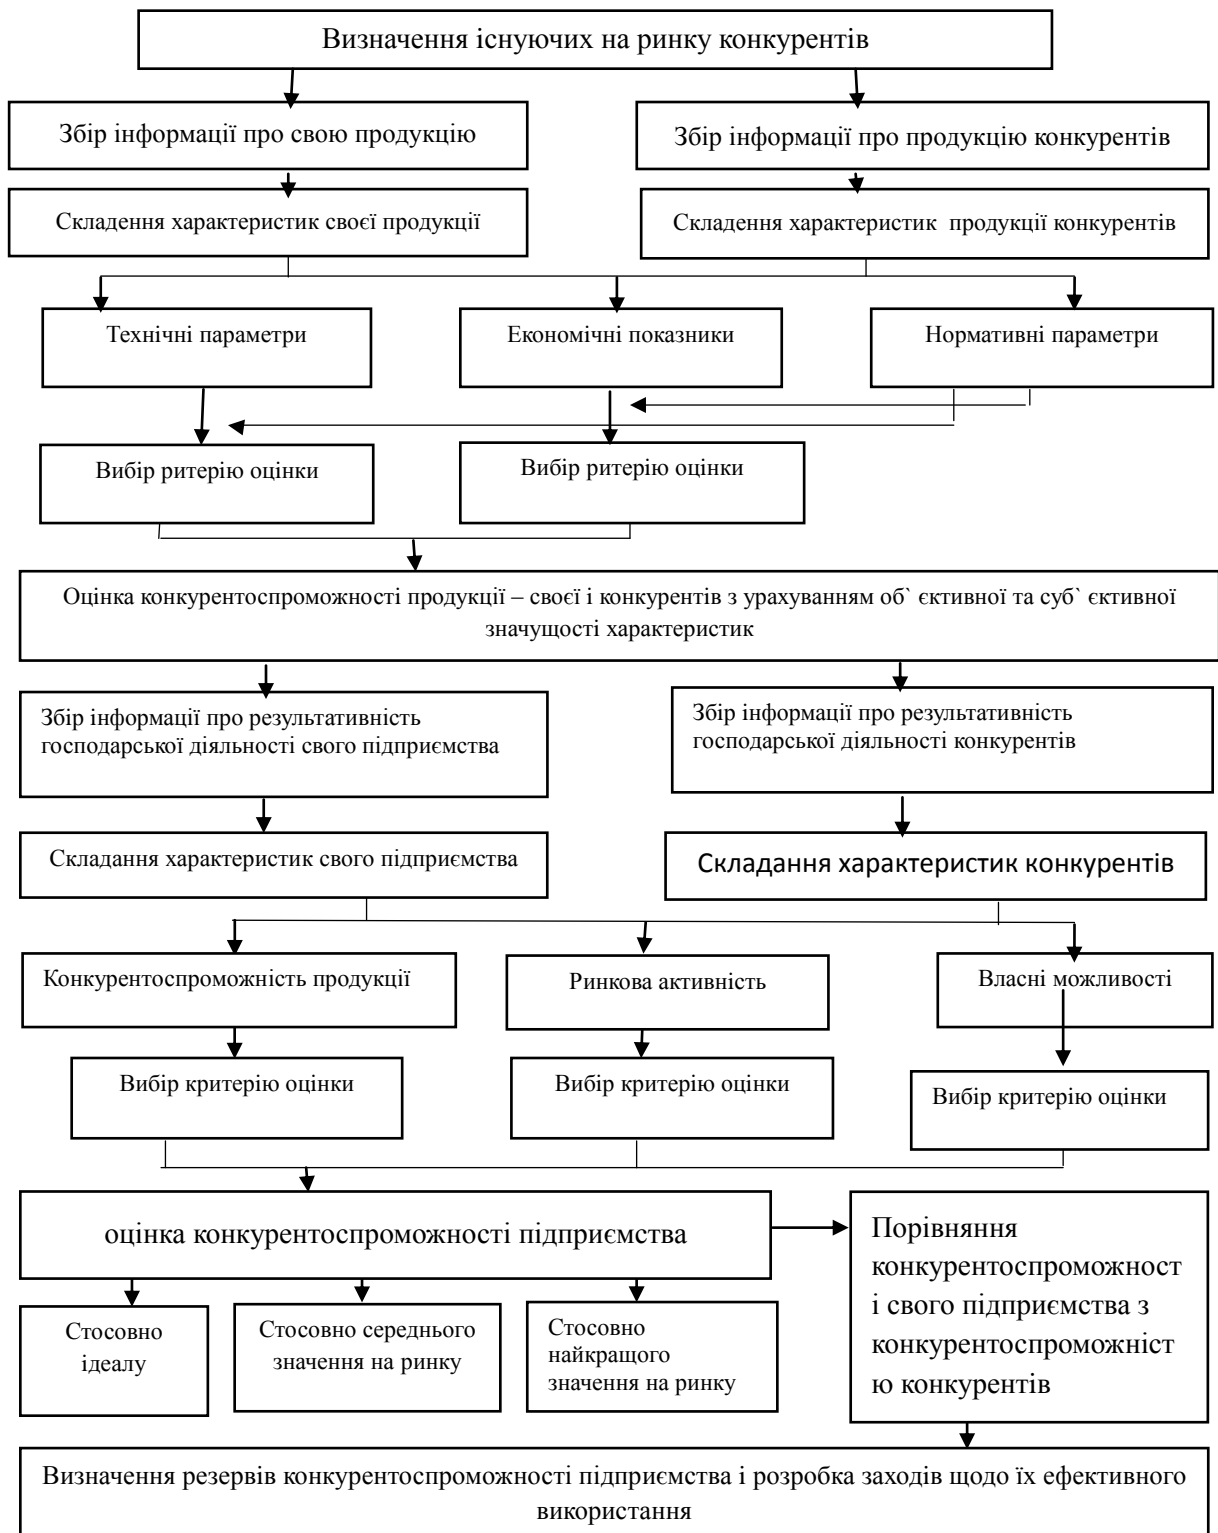 Визначення існуючих на ринку конкурентів
Збір інформації про свою продукцію
Збір інформації про продукцію конкурентів
Складення характеристик своєї продукції
Складення характеристик продукції конкурентів
Технічні параметри
Економічні показники
Нормативні параметри
Вибір ритерію оцінки
Вибір ритерію оцінки
Оцінка конкурентоспроможності продукції – своєї і конкурентів з урахуванням об` єктивної та суб` єктивної
значущості характеристик
Збір інформації про результативність
господарської діяльності свого підприємства
Збір інформації про результативність
господарської діяльності конкурентів
Складання характеристик свого підприємства
Складання характеристик конкурентів
Конкурентоспроможність продукції
Ринкова активність
Власні можливості
Вибір критерію оцінки
Вибір критерію оцінки
Вибір критерію оцінки
оцінка конкурентоспроможності підприємства
Порівняння
конкурентоспроможност
і свого підприємства з
конкурентоспроможніст
ю конкурентів
Стосовно
ідеалу
Стосовно середнього
значення на ринку
Стосовно
найкращого
значення на ринку
Визначення резервів конкурентоспроможності підприємства і розробка заходів щодо їх ефективного
використання